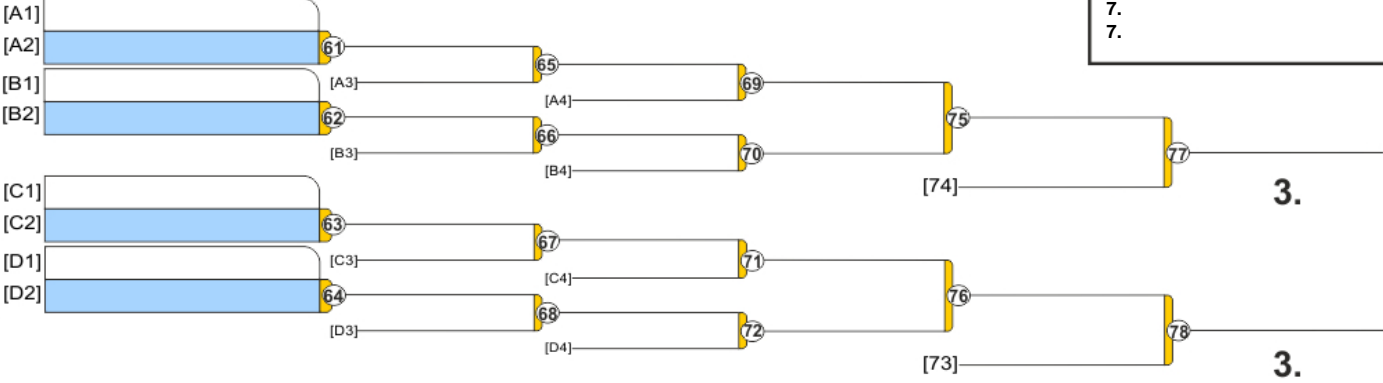 [A1]
7.
7.
[A2]
61
65
[A3]
69
[B1]
[A4]
[B2]
62
75
66
[B3]
70
77
[B4]
[74]
3.
[C1]
[C2]
63
67
[C3]
71
[D1]
[C4]
[D2]
64
76
68
[D3]
72
78
[D4]
[73]
3.